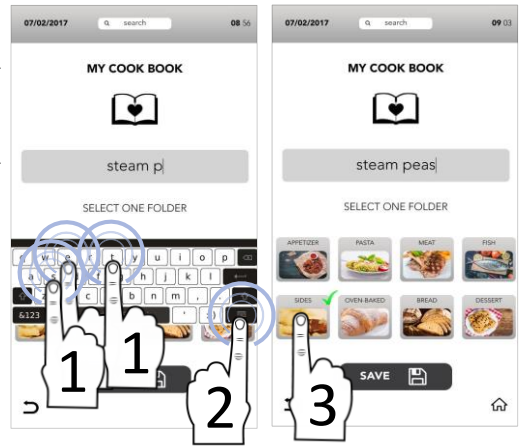 07/02/2017 search 08 56
MY COOK BOOK
steam p
SELECT ONE FOLDER
w e t y u i o p
a s h j k l
z c b n m ,
&123
1
1
2
07/02/2017 search 09 03
MY COOK BOOK
steam peas
SELECT ONE FOLDER
APPETIZER PASTA MEAT FISH
SIDES OVEN-BAKED BREAD DESSERT
SAVE
3